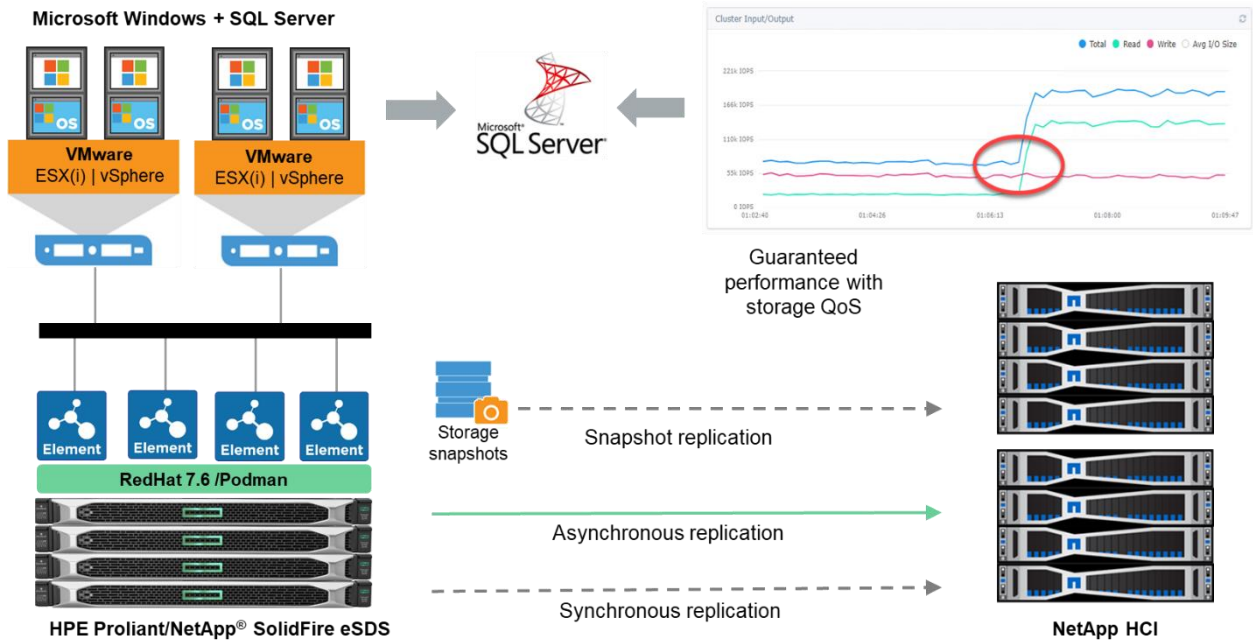 Microsoft Windows + SQL Server
OS
OS
OS
OS
VMware
ESX(i) | vSphere
VMware
ESX(i) | vSphere
Microsoft®
SQL Server®
Cluster Input/Output
Total Read Write Avg I/O Size
221k IOPS
166k IOPS
110k IOPS
55k IOPS
0 IOPS
01:02:40 01:04:26 01:06:13 01:08:00 01:09:47
Guaranteed
performance with
storage QoS
Element
Element
Element
Element
RedHat 7.6 /Podman
Storage
snapshots
Snapshot replication
Asynchronous replication
Synchronous replication
HPE Proliant/NetApp® SolidFire eSDS
NetApp HCI